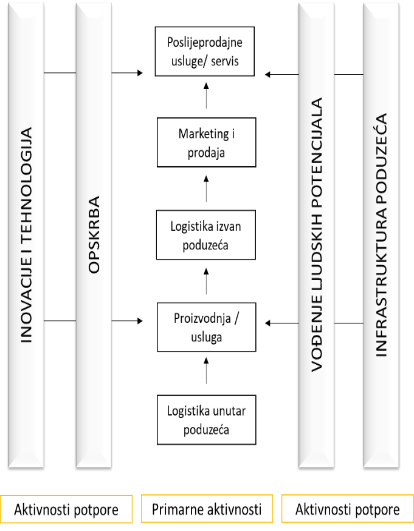 INOVACIJE I TEHNOLOGIJA
OPSKRBA
Poslijeprodajne
usluge/ servis
Marketing i
prodaja
Logistika izvan
poduzeća
Proizvodnja /
usluga
Logistika unutar
poduzeća
VOĐENJE LJUDSKIH POTENCIJALA
INFRASTRUKTURA PODUZEĆA
Aktivnosti potpore
Primarne aktivnosti
Aktivnosti potpore